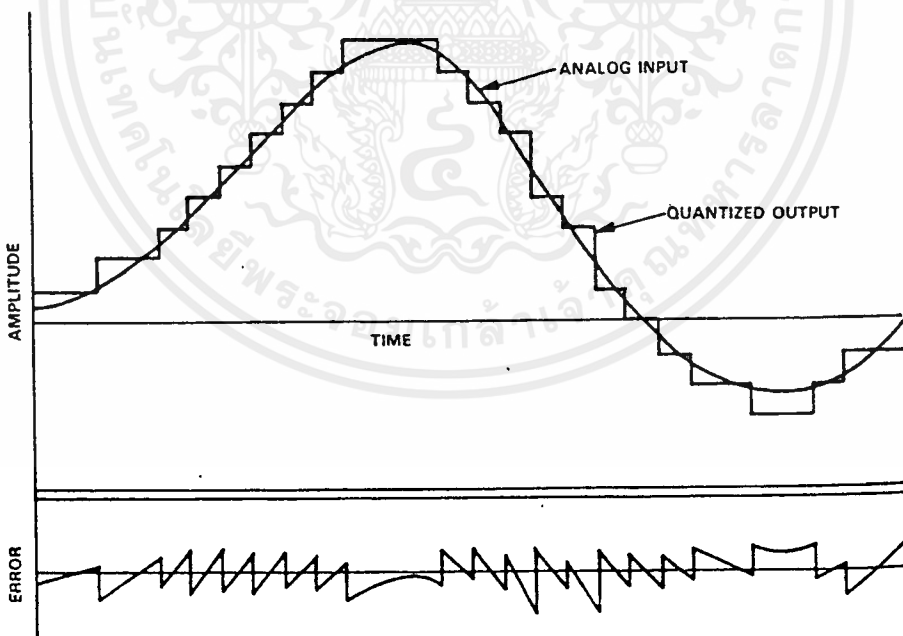 ANALOG INPUT
QUANTIZED OUTPUT
AMPLITUDE
TIME
ERROR